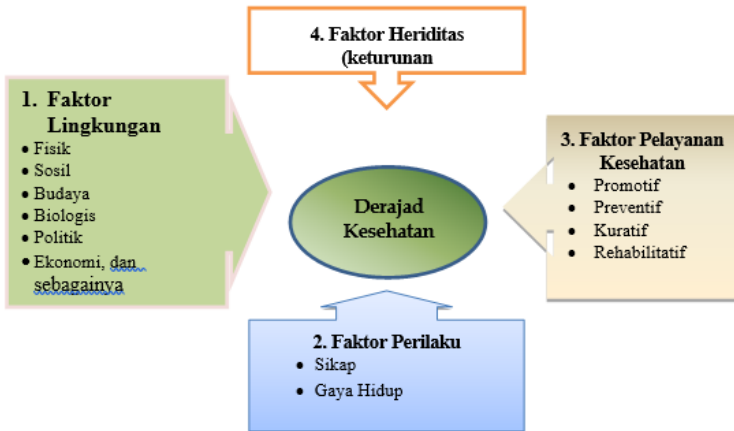 4. Faktor Heriditas
(keturunan
1. Faktor
Lingkungan
• Fisik
• Sosil
• Budaya
• Biologis
• Politik
• Ekonomi, dan
sebagainya
Derajad
Kesehatan
3. Faktor Pelayanan
Kesehatan
• Promotif
• Preventif
• Kuratif
• Rehabilitatif
2. Faktor Perilaku
• Sikap
• Gaya Hidup